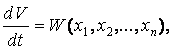 dV/dt = W(x₁, x₂, ..., xₙ),